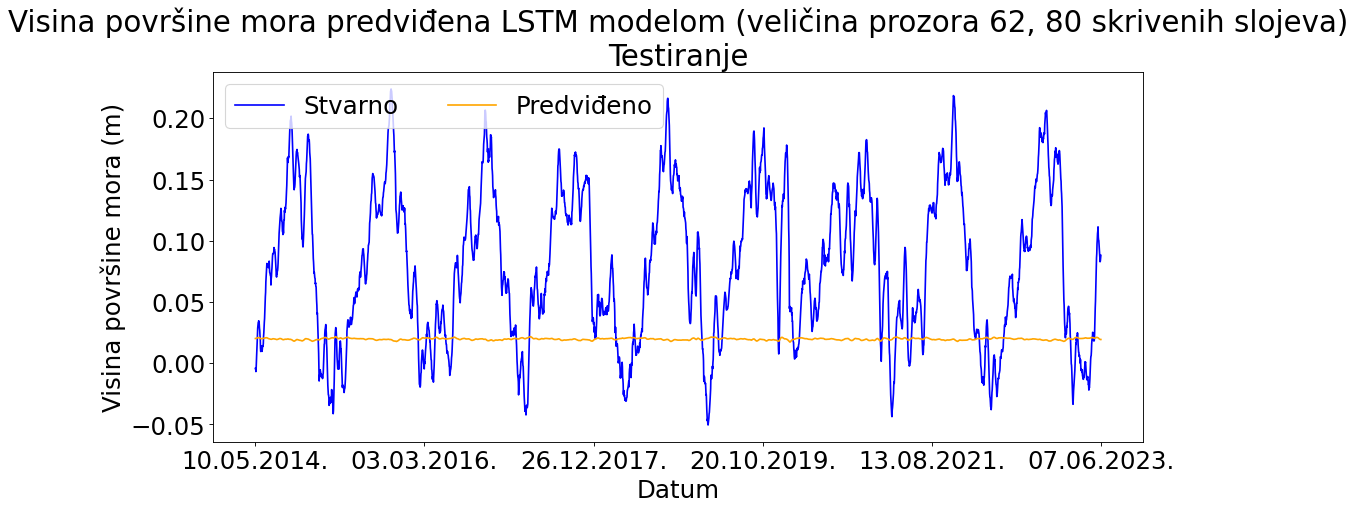 Visina površine mora predviđena LSTM modelom (veličina prozora 62, 80 skrivenih slojeva)
Testiranje
Stvarno Predviđeno
Visina površine mora (m)
0.20
0.15
0.10
0.05
0.00
−0.05
10.05.2014. 03.03.2016. 26.12.2017. 20.10.2019. 13.08.2021. 07.06.2023.
Datum